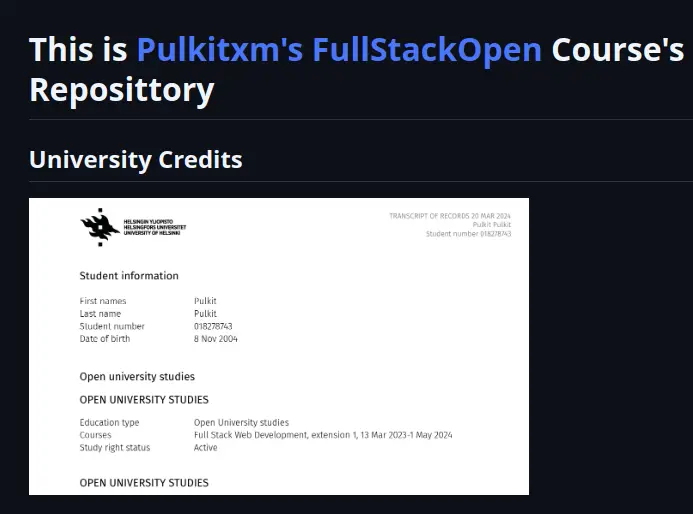 This is Pulkitxm's FullStackOpen Course's
Reposittory
University Credits
HELSINGIN YLIOPISTO
HELSINGFORS UNIVERSITET
UNIVERSITY OF HELSINKI
TRANSCRIPT OF RECORDS 20 MAR 2024
Pulkit Pulkit
Student number 018278743
Student information
First names Pulkit
Last name Pulkit
Student number 018278743
Date of birth 8 Nov 2004
Open university studies
OPEN UNIVERSITY STUDIES
Education type Open University studies
Courses Full Stack Web Development, extension 1, 13 Mar 2023-1 May 2024
Study right status Active
OPEN UNIVERSITY STUDIES